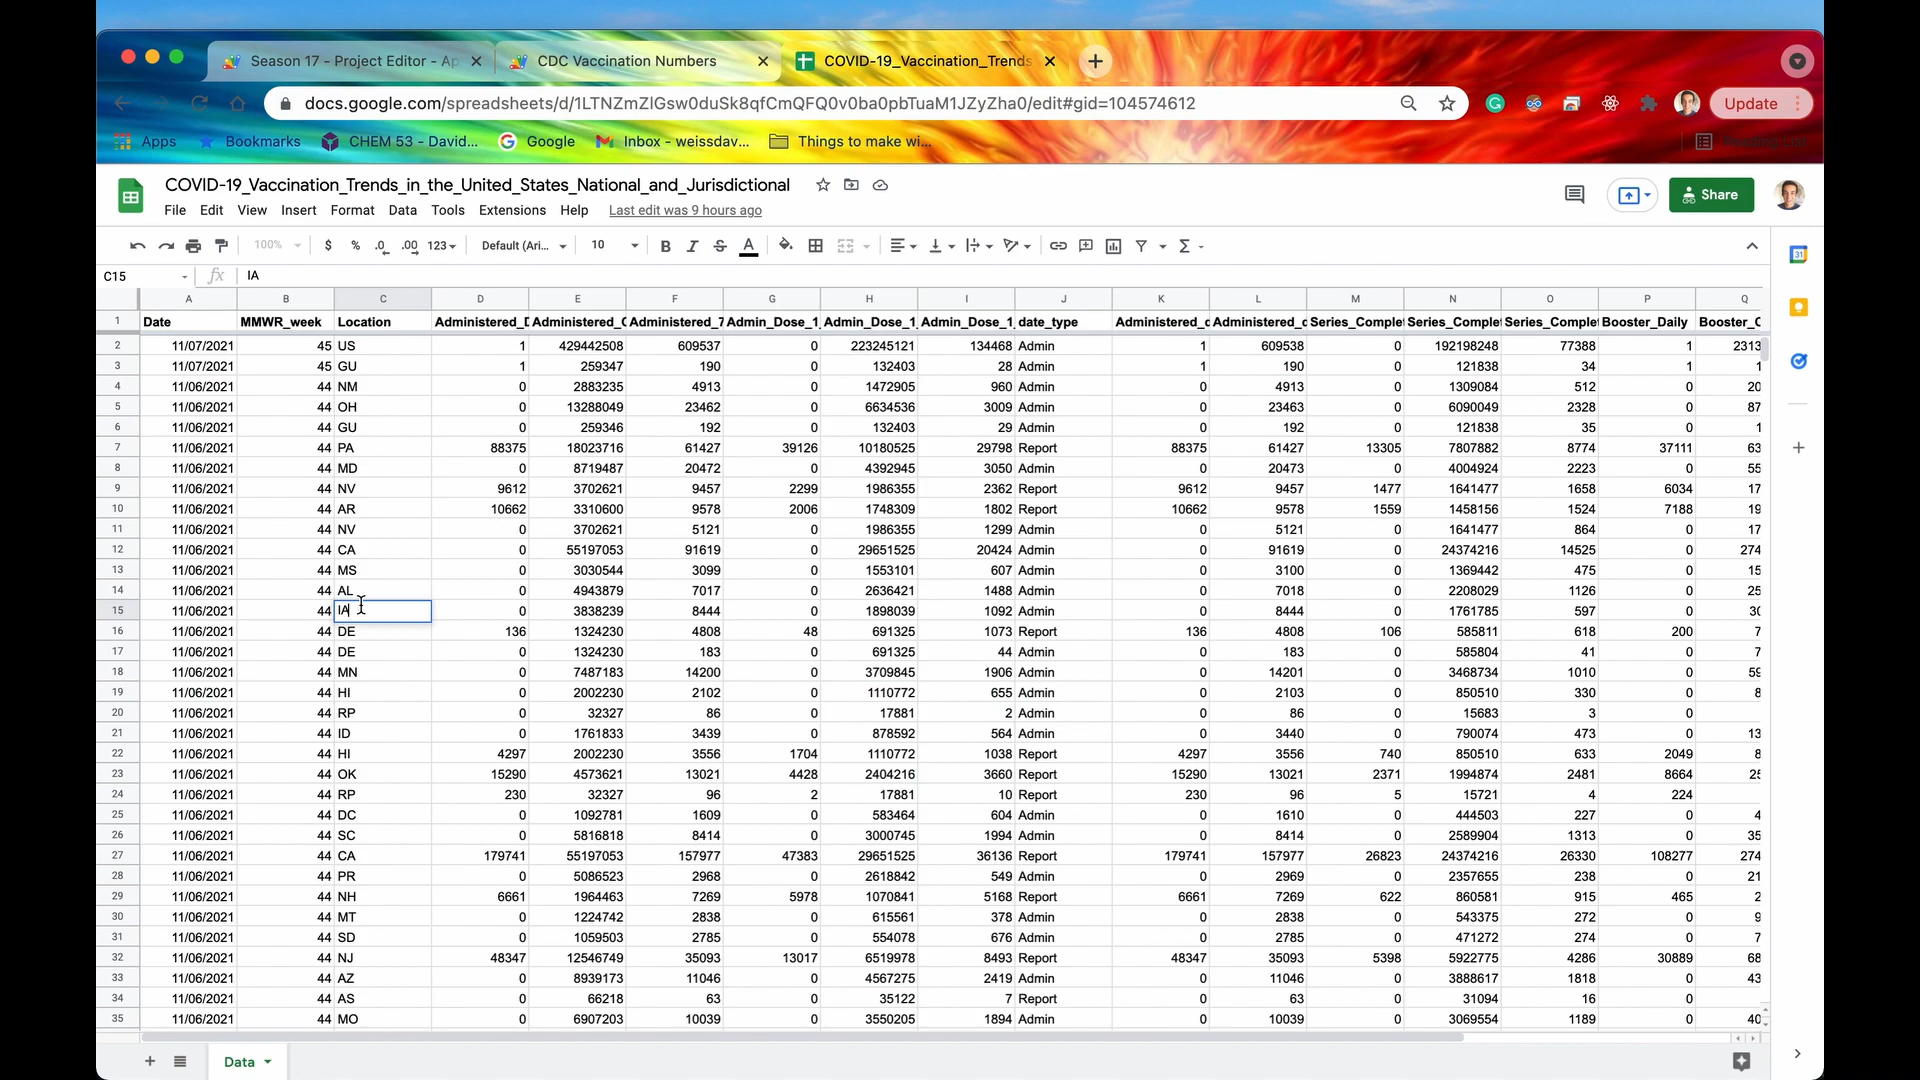 Season 17 - Project Editor - Ap
CDC Vaccination Numbers
COVID-19_Vaccination_Trends
docs.google.com/spreadsheets/d/1LTNZmZlGsw0duSk8qfCmQFQ0v0ba0pbTuaM1JZyZha0/edit#gid=104574612
Update
Apps Bookmarks CHEM 53 - David... Google Inbox - weissdav... Things to make wi... Reading List
COVID-19_Vaccination_Trends_in_the_United_States_National_and_Jurisdictional
Share
File Edit View Insert Format Data Tools Extensions Help Last edit was 9 hours ago
100% $ % .0 .00 123 Default (Ari... 10 B I S A
31
C15 fx IA
A B C D E F G H I J K L M N O P Q
1 Date MMWR_week Location Administered_D Administered_C Administered_7 Admin_Dose_1_ Admin_Dose_1_ Admin_Dose_1_ date_type Administered_d Administered_d Series_Complet Series_Complet Series_Complet Booster_Daily Booster_C
2 11/07/2021 45 US 1 429442508 609537 0 223245121 134468 Admin 1 609538 0 192198248 77388 1 2313
3 11/07/2021 45 GU 1 259347 190 0 132403 28 Admin 1 190 0 121838 34 1 1
4 11/06/2021 44 NM 0 2883235 4913 0 1472905 960 Admin 0 4913 0 1309084 512 0 20
5 11/06/2021 44 OH 0 13288049 23462 0 6634536 3009 Admin 0 23463 0 6090049 2328 0 87
6 11/06/2021 44 GU 0 259346 192 0 132403 29 Admin 0 192 0 121838 35 0 1
7 11/06/2021 44 PA 88375 18023716 61427 39126 10180525 29798 Report 88375 61427 13305 7807882 8774 37111 63
8 11/06/2021 44 MD 0 8719487 20472 0 4392945 3050 Admin 0 20473 0 4004924 2223 0 55
9 11/06/2021 44 NV 9612 3702621 9457 2299 1986355 2362 Report 9612 9457 1477 1641477 1658 6034 17
10 11/06/2021 44 AR 10662 3310600 9578 2006 1748309 1802 Report 10662 9578 1559 1458156 1524 7188 19
11 11/06/2021 44 NV 0 3702621 5121 0 1986355 1299 Admin 0 5121 0 1641477 864 0 17
12 11/06/2021 44 CA 0 55197053 91619 0 29651525 20424 Admin 0 91619 0 24374216 14525 0 274
13 11/06/2021 44 MS 0 3030544 3099 0 1553101 607 Admin 0 3100 0 1369442 475 0 15
14 11/06/2021 44 AL 0 4943879 7017 0 2636421 1488 Admin 0 7018 0 2208029 1126 0 25
15 11/06/2021 44 IA 0 3838239 8444 0 1898039 1092 Admin 0 8444 0 1761785 597 0 30
16 11/06/2021 44 DE 136 1324230 4808 48 691325 1073 Report 136 4808 106 585811 618 200 7
17 11/06/2021 44 DE 0 1324230 183 0 691325 44 Admin 0 183 0 585804 41 0 7
18 11/06/2021 44 MN 0 7487183 14200 0 3709845 1906 Admin 0 14201 0 3468734 1010 0 59
19 11/06/2021 44 HI 0 2002230 2102 0 1110772 655 Admin 0 2103 0 850510 330 0 8
20 11/06/2021 44 RP 0 32327 86 0 17881 2 Admin 0 86 0 15683 3 0
21 11/06/2021 44 ID 0 1761833 3439 0 878592 564 Admin 0 3440 0 790074 473 0 13
22 11/06/2021 44 HI 4297 2002230 3556 1704 1110772 1038 Report 4297 3556 740 850510 633 2049 8
23 11/06/2021 44 OK 15290 4573621 13021 4428 2404216 3660 Report 15290 13021 2371 1994874 2481 8664 25
24 11/06/2021 44 RP 230 32327 96 2 17881 10 Report 230 96 5 15721 4 224
25 11/06/2021 44 DC 0 1092781 1609 0 583464 604 Admin 0 1610 0 444503 227 0 4
26 11/06/2021 44 SC 0 5816818 8414 0 3000745 1994 Admin 0 8414 0 2589904 1313 0 35
27 11/06/2021 44 CA 179741 55197053 157977 47383 29651525 36136 Report 179741 157977 26823 24374216 26330 108277 274
28 11/06/2021 44 PR 0 5086523 2968 0 2618842 549 Admin 0 2969 0 2357655 238 0 21
29 11/06/2021 44 NH 6661 1964463 7269 5978 1070841 5168 Report 6661 7269 622 860581 915 465 2
30 11/06/2021 44 MT 0 1224742 2838 0 615561 378 Admin 0 2838 0 543375 272 0 9
31 11/06/2021 44 SD 0 1059503 2785 0 554078 676 Admin 0 2785 0 471272 274 0 7
32 11/06/2021 44 NJ 48347 12546749 35093 13017 6519978 8493 Report 48347 35093 5398 5922775 4286 30889 68
33 11/06/2021 44 AZ 0 8939173 11046 0 4567275 2419 Admin 0 11046 0 3888617 1818 0 43
34 11/06/2021 44 AS 0 66218 63 0 35122 7 Report 0 63 0 31094 16 0
35 11/06/2021 44 MO 0 6907203 10039 0 3550205 1894 Admin 0 10039 0 3069554 1189 0 40
Data